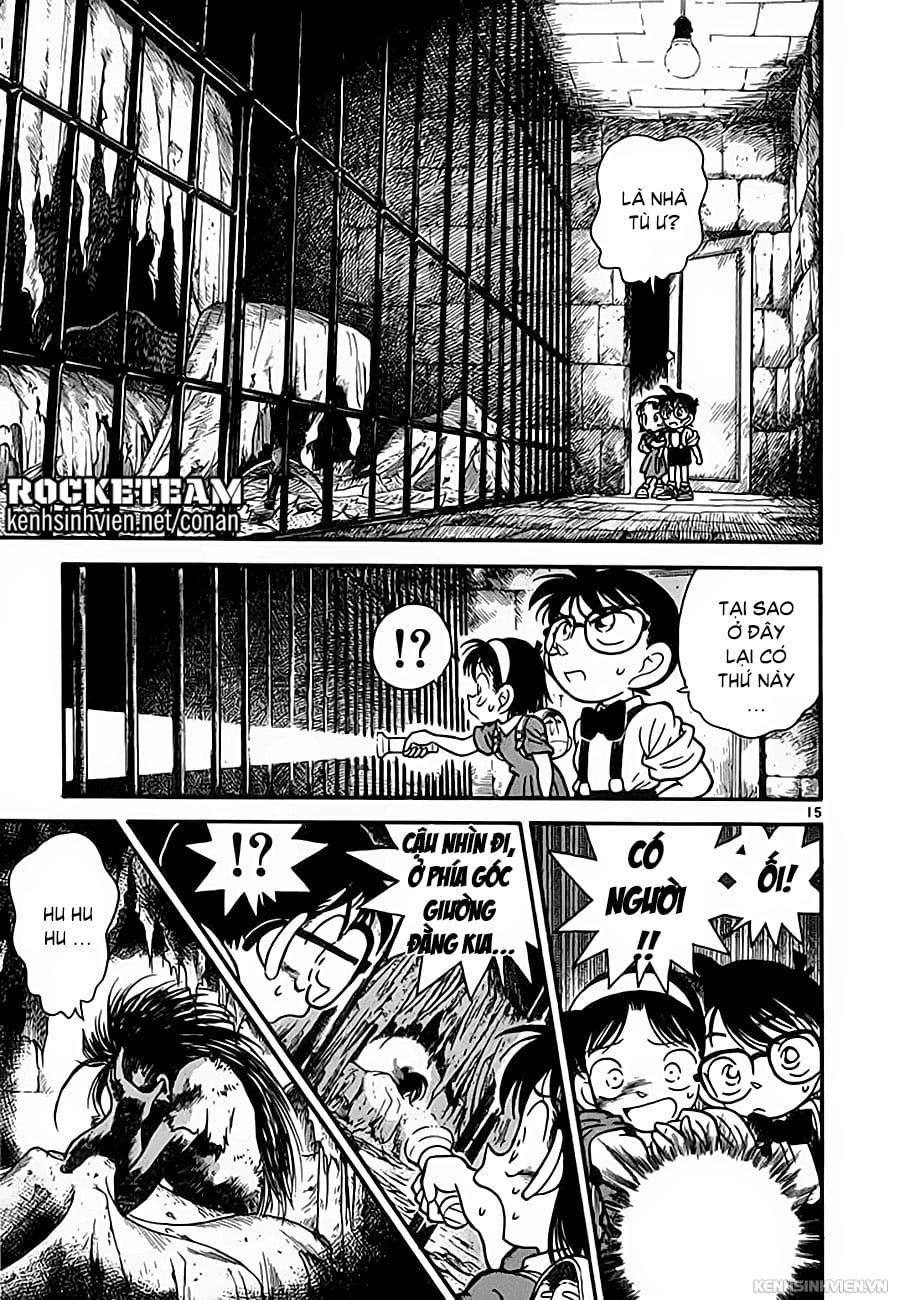 LÀ NHÀ
TÙ Ư?
ROCKETEAM
kenhsinhvien.net/conan
!?
TẠI SAO
Ở ĐÂY
LẠI CÓ
THỨ NÀY
...
15
ỐI!
CÓ
NGƯỜI
!!
CẬU NHÌN ĐI,
Ở PHÍA GÓC
GIƯỜNG
ĐẰNG KIA...
!?
HU HU
HU ...
KENHSINHVIEN.VN